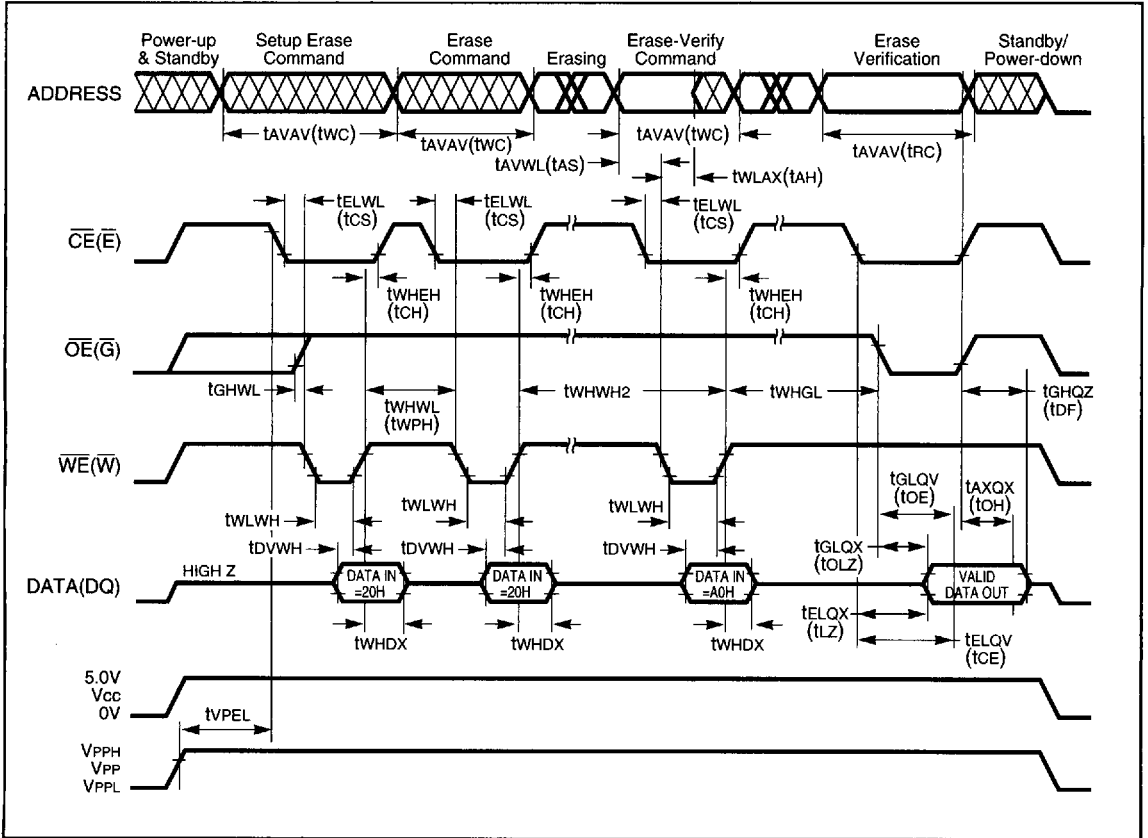 Power-up
& Standby
Setup Erase
Command
Erase
Command
Erasing
Erase-Verify
Command
Erase
Verification
Standby/
Power-down
ADDRESS
tAVAV(tWC)
tAVAV(tWC)
tAVAV(tWC)
tAVAV(tRC)
tAVWL(tAS)
tWLAX(tAH)
tELWL
(tCS)
tELWL
(tCS)
tELWL
(tCS)
C̅E̅(E̅)
tWHEH
(tCH)
tWHEH
(tCH)
tWHEH
(tCH)
O̅E̅(G̅)
tGHWL
tWHWL
(tWPH)
tWHWH2
tWHGL
tGHQZ
(tDF)
W̅E̅(W̅)
tWLWH
tWLWH
tWLWH
tGLQV
(tOE)
tAXQX
(tOH)
tDVWH
tDVWH
tDVWH
tGLQX
(tOLZ)
HIGH Z
DATA(DQ)
DATA IN
=20H
DATA IN
=20H
DATA IN
=A0H
VALID
DATA OUT
tWHDX
tWHDX
tWHDX
tELQX
(tLZ)
tELQV
(tCE)
5.0V
Vcc
0V
tVPEL
VPPH
VPP
VPPL